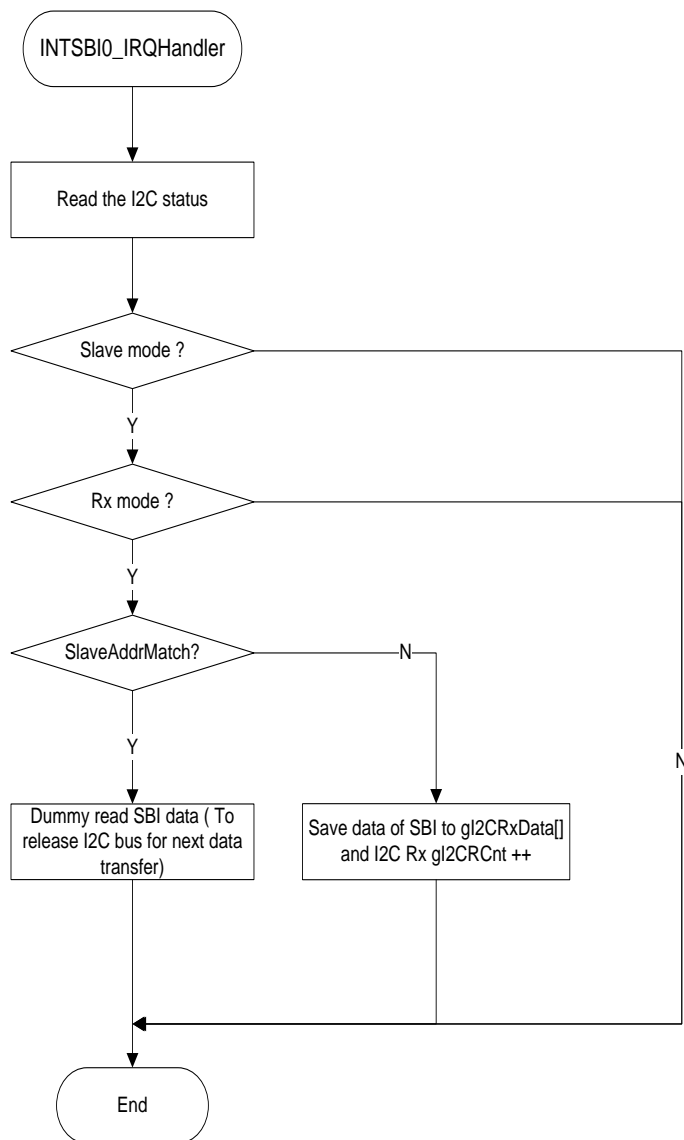 INTSBI0_IRQHandler
Read the I2C status
Slave mode ?
Y
Rx mode ?
Y
SlaveAddrMatch?
N
Y
N
Dummy read SBI data ( To
release I2C bus for next data
transfer)
Save data of SBI to gI2CRxData[]
and I2C Rx gI2CRCnt ++
End